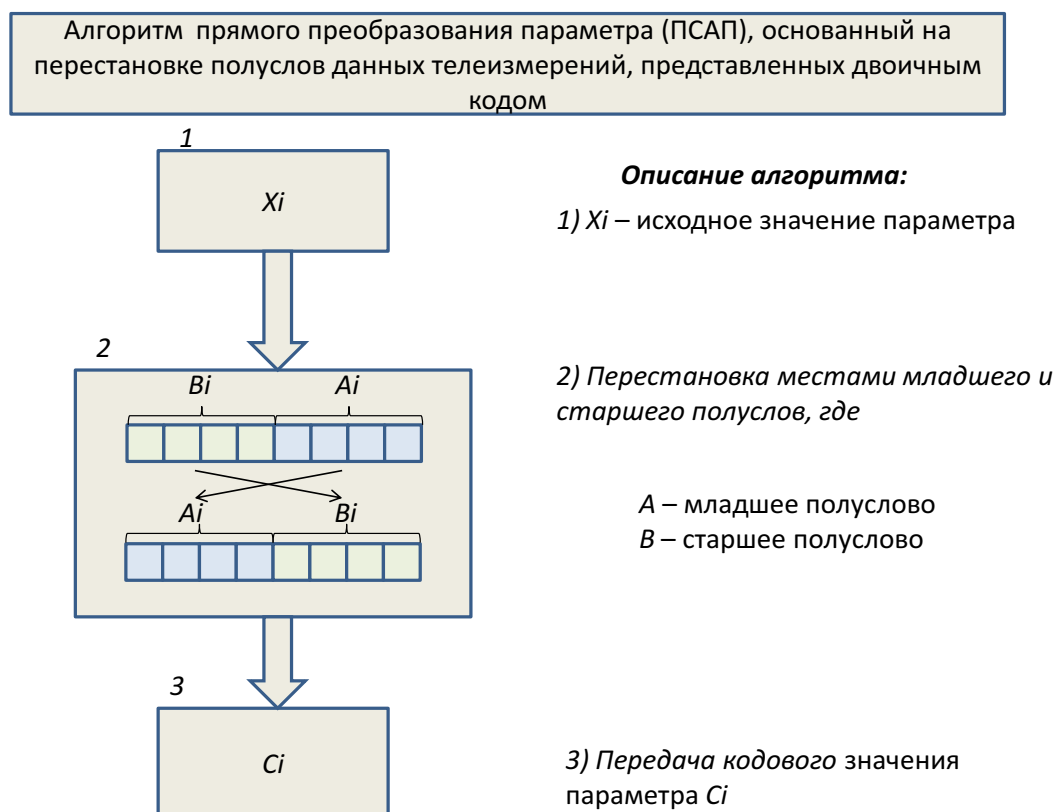 Алгоритм прямого преобразования параметра (ПСАП), основанный на
перестановке полуслов данных телеизмерений, представленных двоичным
кодом
1
Xi
Описание алгоритма:
1) Xi – исходное значение параметра
2
Bi Ai
Ai Bi
2) Перестановка местами младшего и
старшего полуслов, где
А – младшее полуслово
В – старшее полуслово
3
Ci
3) Передача кодового значения
параметра Ci